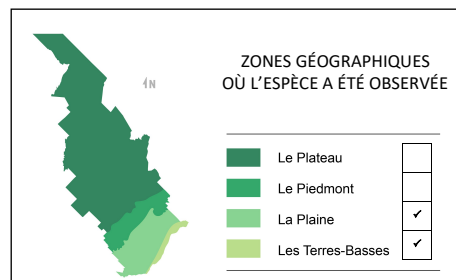 ZONES GÉOGRAPHIQUES
OÙ L'ESPÈCE A ÉTÉ OBSERVÉE
N
Le Plateau
Le Piedmont
La Plaine ✓
Les Terres-Basses ✓